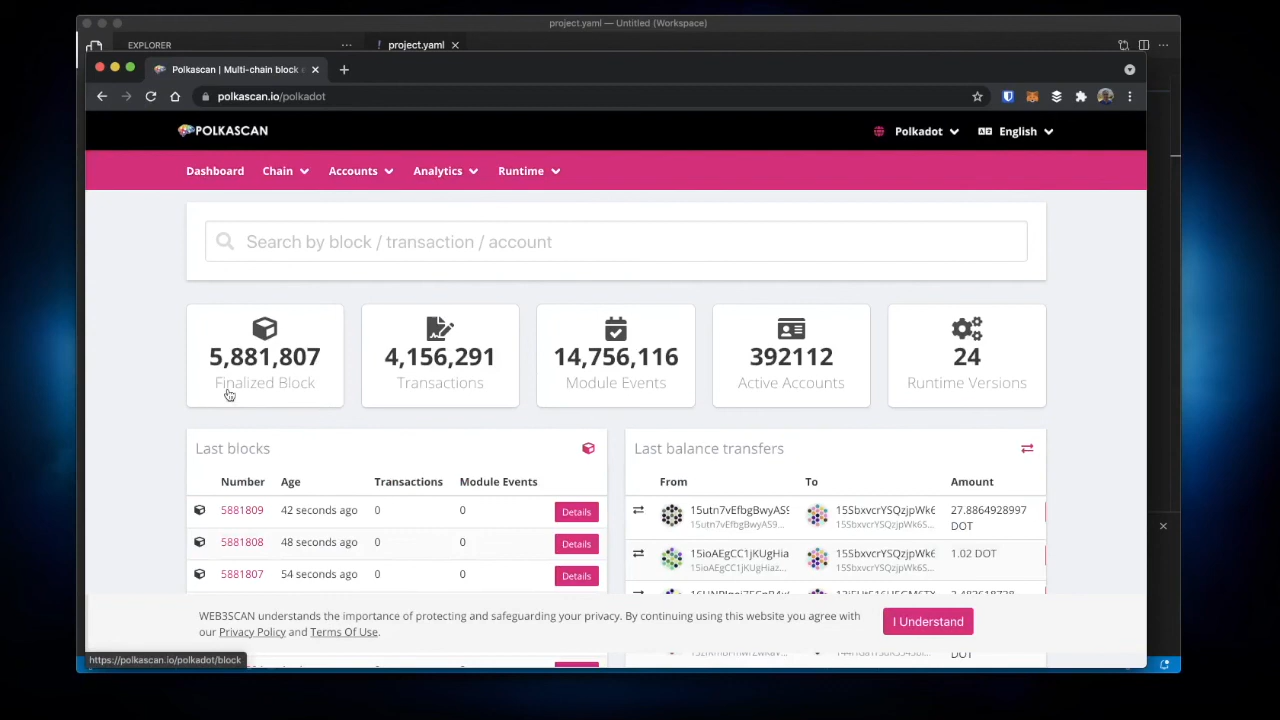 project.yaml — Untitled (Workspace)
EXPLORER
project.yaml
Polkascan | Multi-chain block
polkascan.io/polkadot
POLKASCAN
Polkadot
English
Dashboard
Chain
Accounts
Analytics
Runtime
Search by block / transaction / account
5,881,807
Finalized Block
4,156,291
Transactions
14,756,116
Module Events
392112
Active Accounts
24
Runtime Versions
Last blocks
Number Age Transactions Module Events
5881809 42 seconds ago 0 0 Details
5881808 48 seconds ago 0 0 Details
5881807 54 seconds ago 0 0 Details
Last balance transfers
From To Amount
15utn7vEfbgBwyAS9 15SbxvcrYSQzjpWk6 27.8864928997
15utn7vEfbgBwyAS9... 15SbxvcrYSQzjpWk6S... DOT
15ioAEgCC1jKUgHia 15SbxvcrYSQzjpWk6 1.02 DOT
15ioAEgCC1jKUgHiaz... 15SbxvcrYSQzjpWk6S...
DOT
WEB3SCAN understands the importance of protecting and safeguarding your privacy. By continuing using this website you agree with
our Privacy Policy and Terms Of Use.
I Understand
https://polkascan.io/polkadot/block